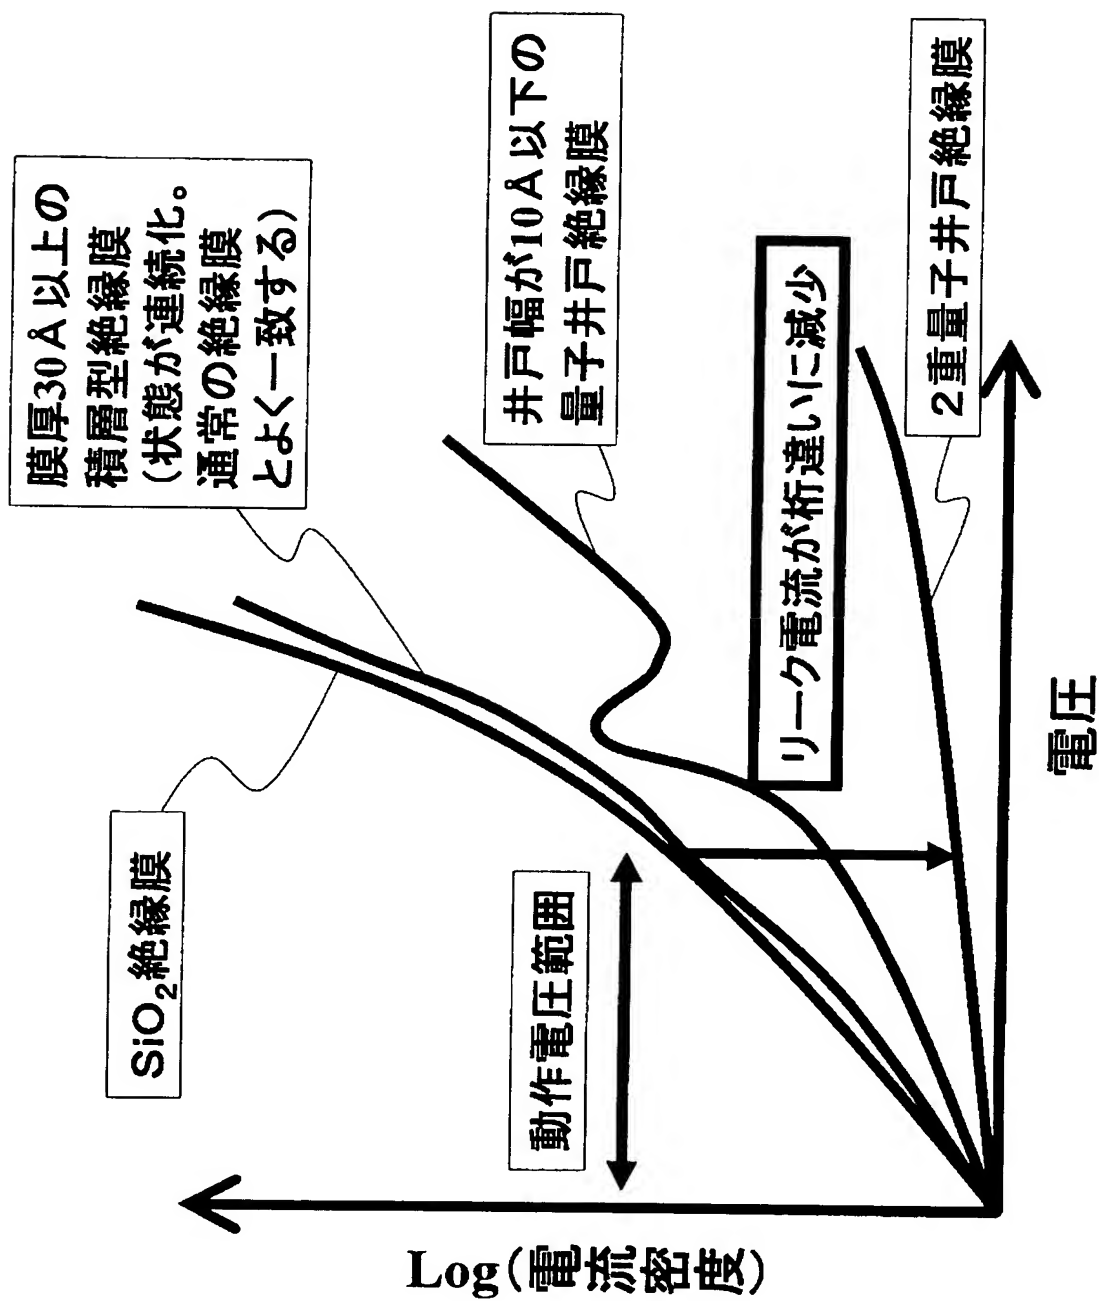 膜厚30Å以上の
積層型絶縁膜
(状態が連続化。
通常の絶縁膜
とよく一致する)
SiO₂絶縁膜
井戸幅が10Å以下の
量子井戸絶縁膜
動作電圧範囲
リーク電流が桁違いに減少
2重量子井戸絶縁膜
Log(電流密度)
電圧